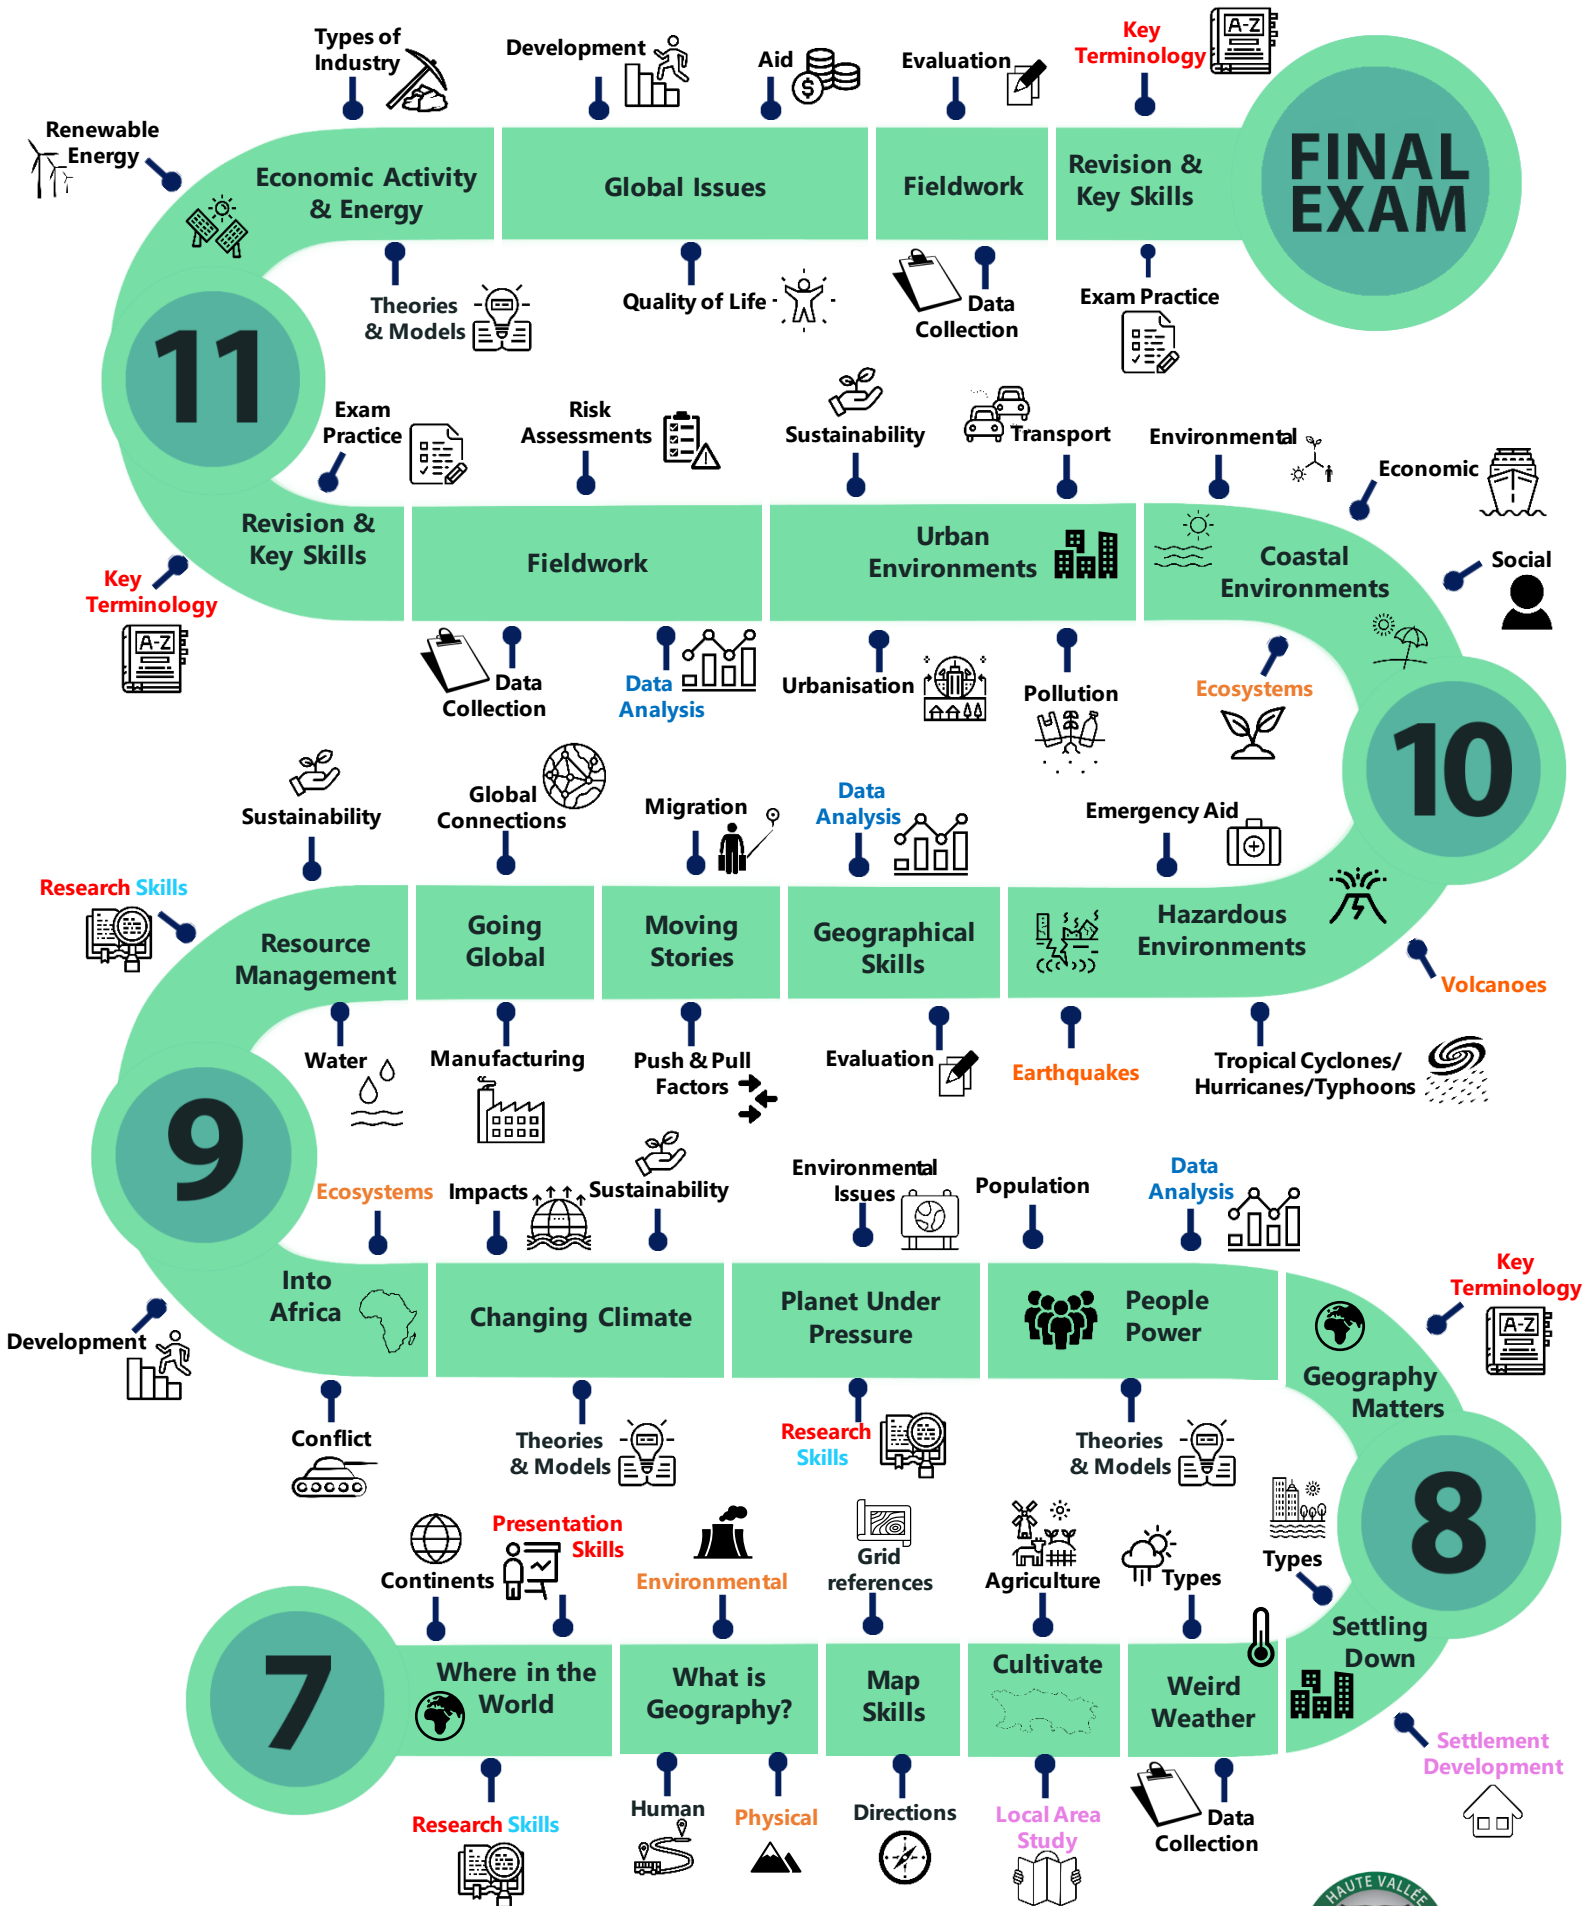 Types of
Industry
Development
Aid
Evaluation
Key
Terminology
A-Z
Renewable
Energy
Economic Activity
& Energy
Global Issues
Fieldwork
Revision &
Key Skills
FINAL
EXAM
Theories
& Models
Quality of Life
Data
Collection
Exam Practice
11
Exam
Practice
Risk
Assessments
Sustainability
Transport
Environmental
Economic
Social
Revision &
Key Skills
Fieldwork
Urban
Environments
Coastal
Environments
Key
Terminology
A-Z
Data
Collection
Data
Analysis
Urbanisation
Pollution
Ecosystems
10
Sustainability
Global
Connections
Migration
Data
Analysis
Emergency Aid
Research Skills
Resource
Management
Going
Global
Moving
Stories
Geographical
Skills
Hazardous
Environments
Volcanoes
Water
Manufacturing
Push & Pull
Factors
Evaluation
Earthquakes
Tropical Cyclones/
Hurricanes/Typhoons
9
Ecosystems
Impacts
Sustainability
Environmental
Issues
Population
Data
Analysis
Key
Terminology
A-Z
Into
Africa
Changing Climate
Planet Under
Pressure
People
Power
Geography
Matters
Development
Conflict
Theories
& Models
Research
Skills
Theories
& Models
8
Continents
Presentation
Skills
Environmental
Grid
references
Agriculture
Types
Types
7
Where in the
World
What is
Geography?
Map
Skills
Cultivate
Weird
Weather
Settling
Down
Research Skills
Human
Physical
Directions
Local Area
Study
Data
Collection
Settlement
Development
HAUTE VALLÉE